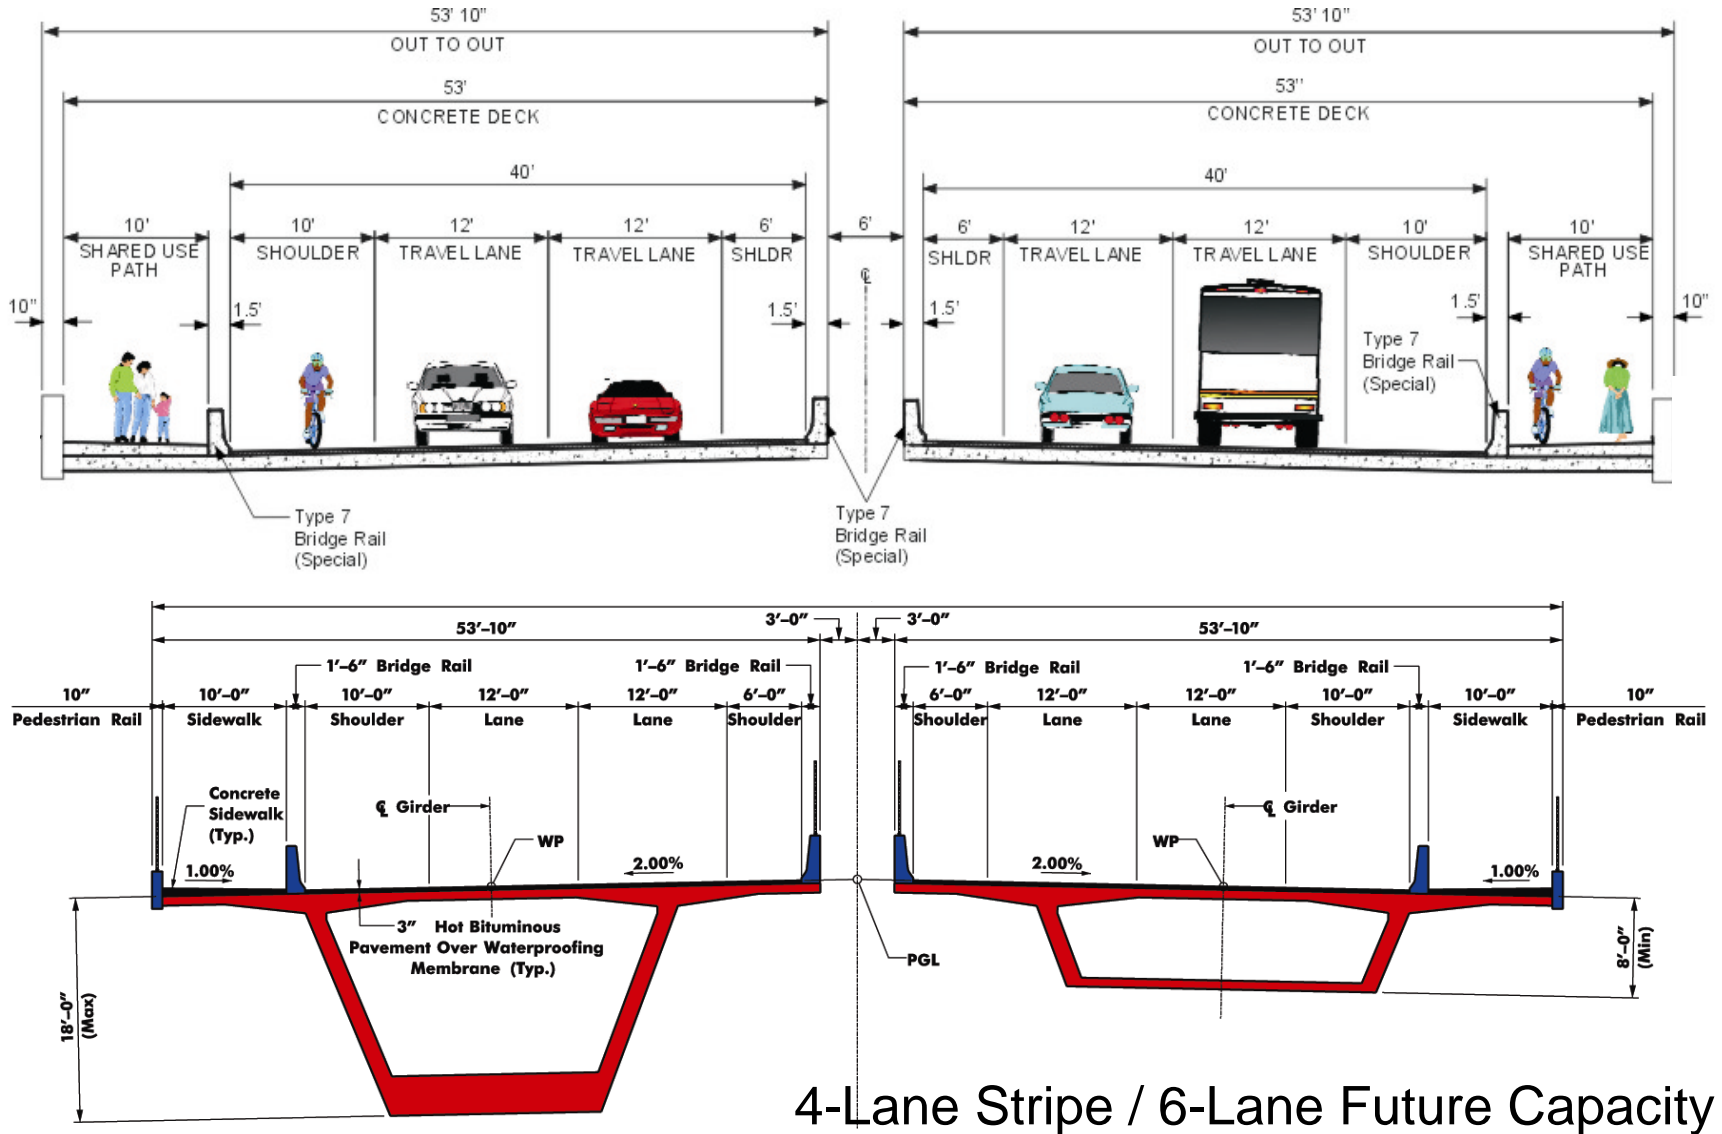 53' 10"
OUT TO OUT
53' 10"
OUT TO OUT
53'
CONCRETE DECK
53"
CONCRETE DECK
40'
40'
10'
SHARED USE
PATH
10'
SHOULDER
12'
TRAVEL LANE
12'
TRAVEL LANE
6'
SHLDR
6'
6'
SHLDR
12'
TRAVEL LANE
12'
TRAVEL LANE
10'
SHOULDER
10'
SHARED USE
PATH
℄
10"
1.5'
1.5'
1.5'
1.5'
10"
Type 7
Bridge Rail
(Special)
Type 7
Bridge Rail
(Special)
Type 7
Bridge Rail
(Special)
53'–10"
3'–0"
3'–0"
53'–10"
1'–6" Bridge Rail
1'–6" Bridge Rail
1'–6" Bridge Rail
1'–6" Bridge Rail
10"
Pedestrian Rail
10'–0"
Sidewalk
10'–0"
Shoulder
12'–0"
Lane
12'–0"
Lane
6'–0"
Shoulder
6'–0"
Shoulder
12'–0"
Lane
12'–0"
Lane
10'–0"
Shoulder
10'–0"
Sidewalk
10"
Pedestrian Rail
Concrete
Sidewalk
(Typ.)
℄ Girder
℄ Girder
WP
WP
1.00%
2.00%
2.00%
1.00%
3" Hot Bituminous
Pavement Over Waterproofing
Membrane (Typ.)
PGL
18'–0"
(Max)
8'–0"
(Min)
4-Lane Stripe / 6-Lane Future Capacity